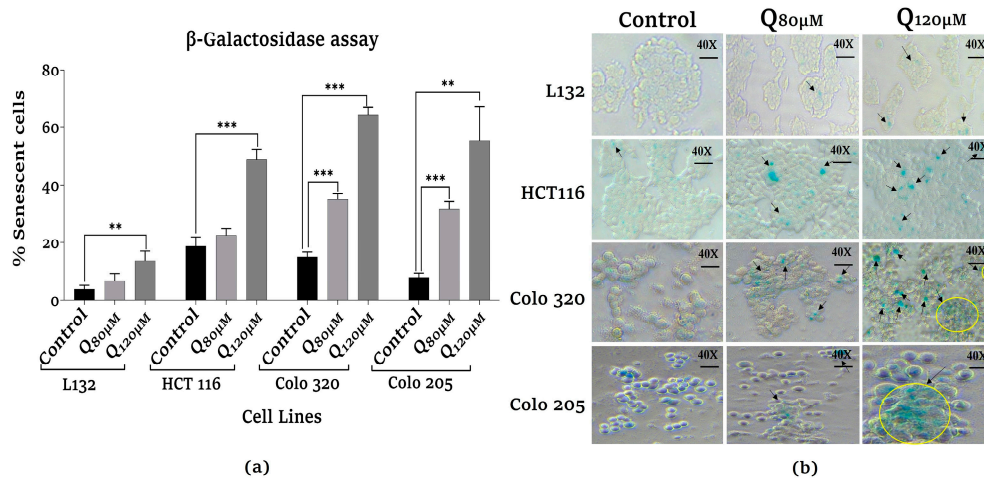 β-Galactosidase assay
% Senescent cells
80
60
40
20
0
**
***
***
***
***
**
Control
Q80μM
Q120μM
Control
Q80μM
Q120μM
Control
Q80μM
Q120μM
Control
Q80μM
Q120μM
L132
HCT 116
Colo 320
Colo 205
Cell Lines
(a)
Control Q80μM Q120μM
L132
40X 40X 40X
HCT116
40X 40X 40X
Colo 320
40X 40X 40X
Colo 205
40X 40X 40X
(b)